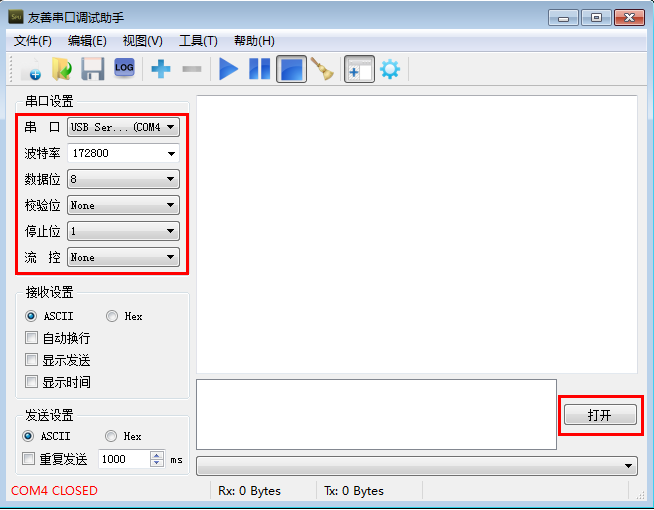 友善串口调试助手
文件(F) 编辑(E) 视图(V) 工具(T) 帮助(H)
LOG
串口设置
串 口 USB Ser...(COM4
波特率 172800
数据位 8
校验位 None
停止位 1
流 控 None
接收设置
ASCII Hex
自动换行
显示发送
显示时间
发送设置
ASCII Hex
重复发送 1000 ms
打开
COM4 CLOSED Rx: 0 Bytes Tx: 0 Bytes